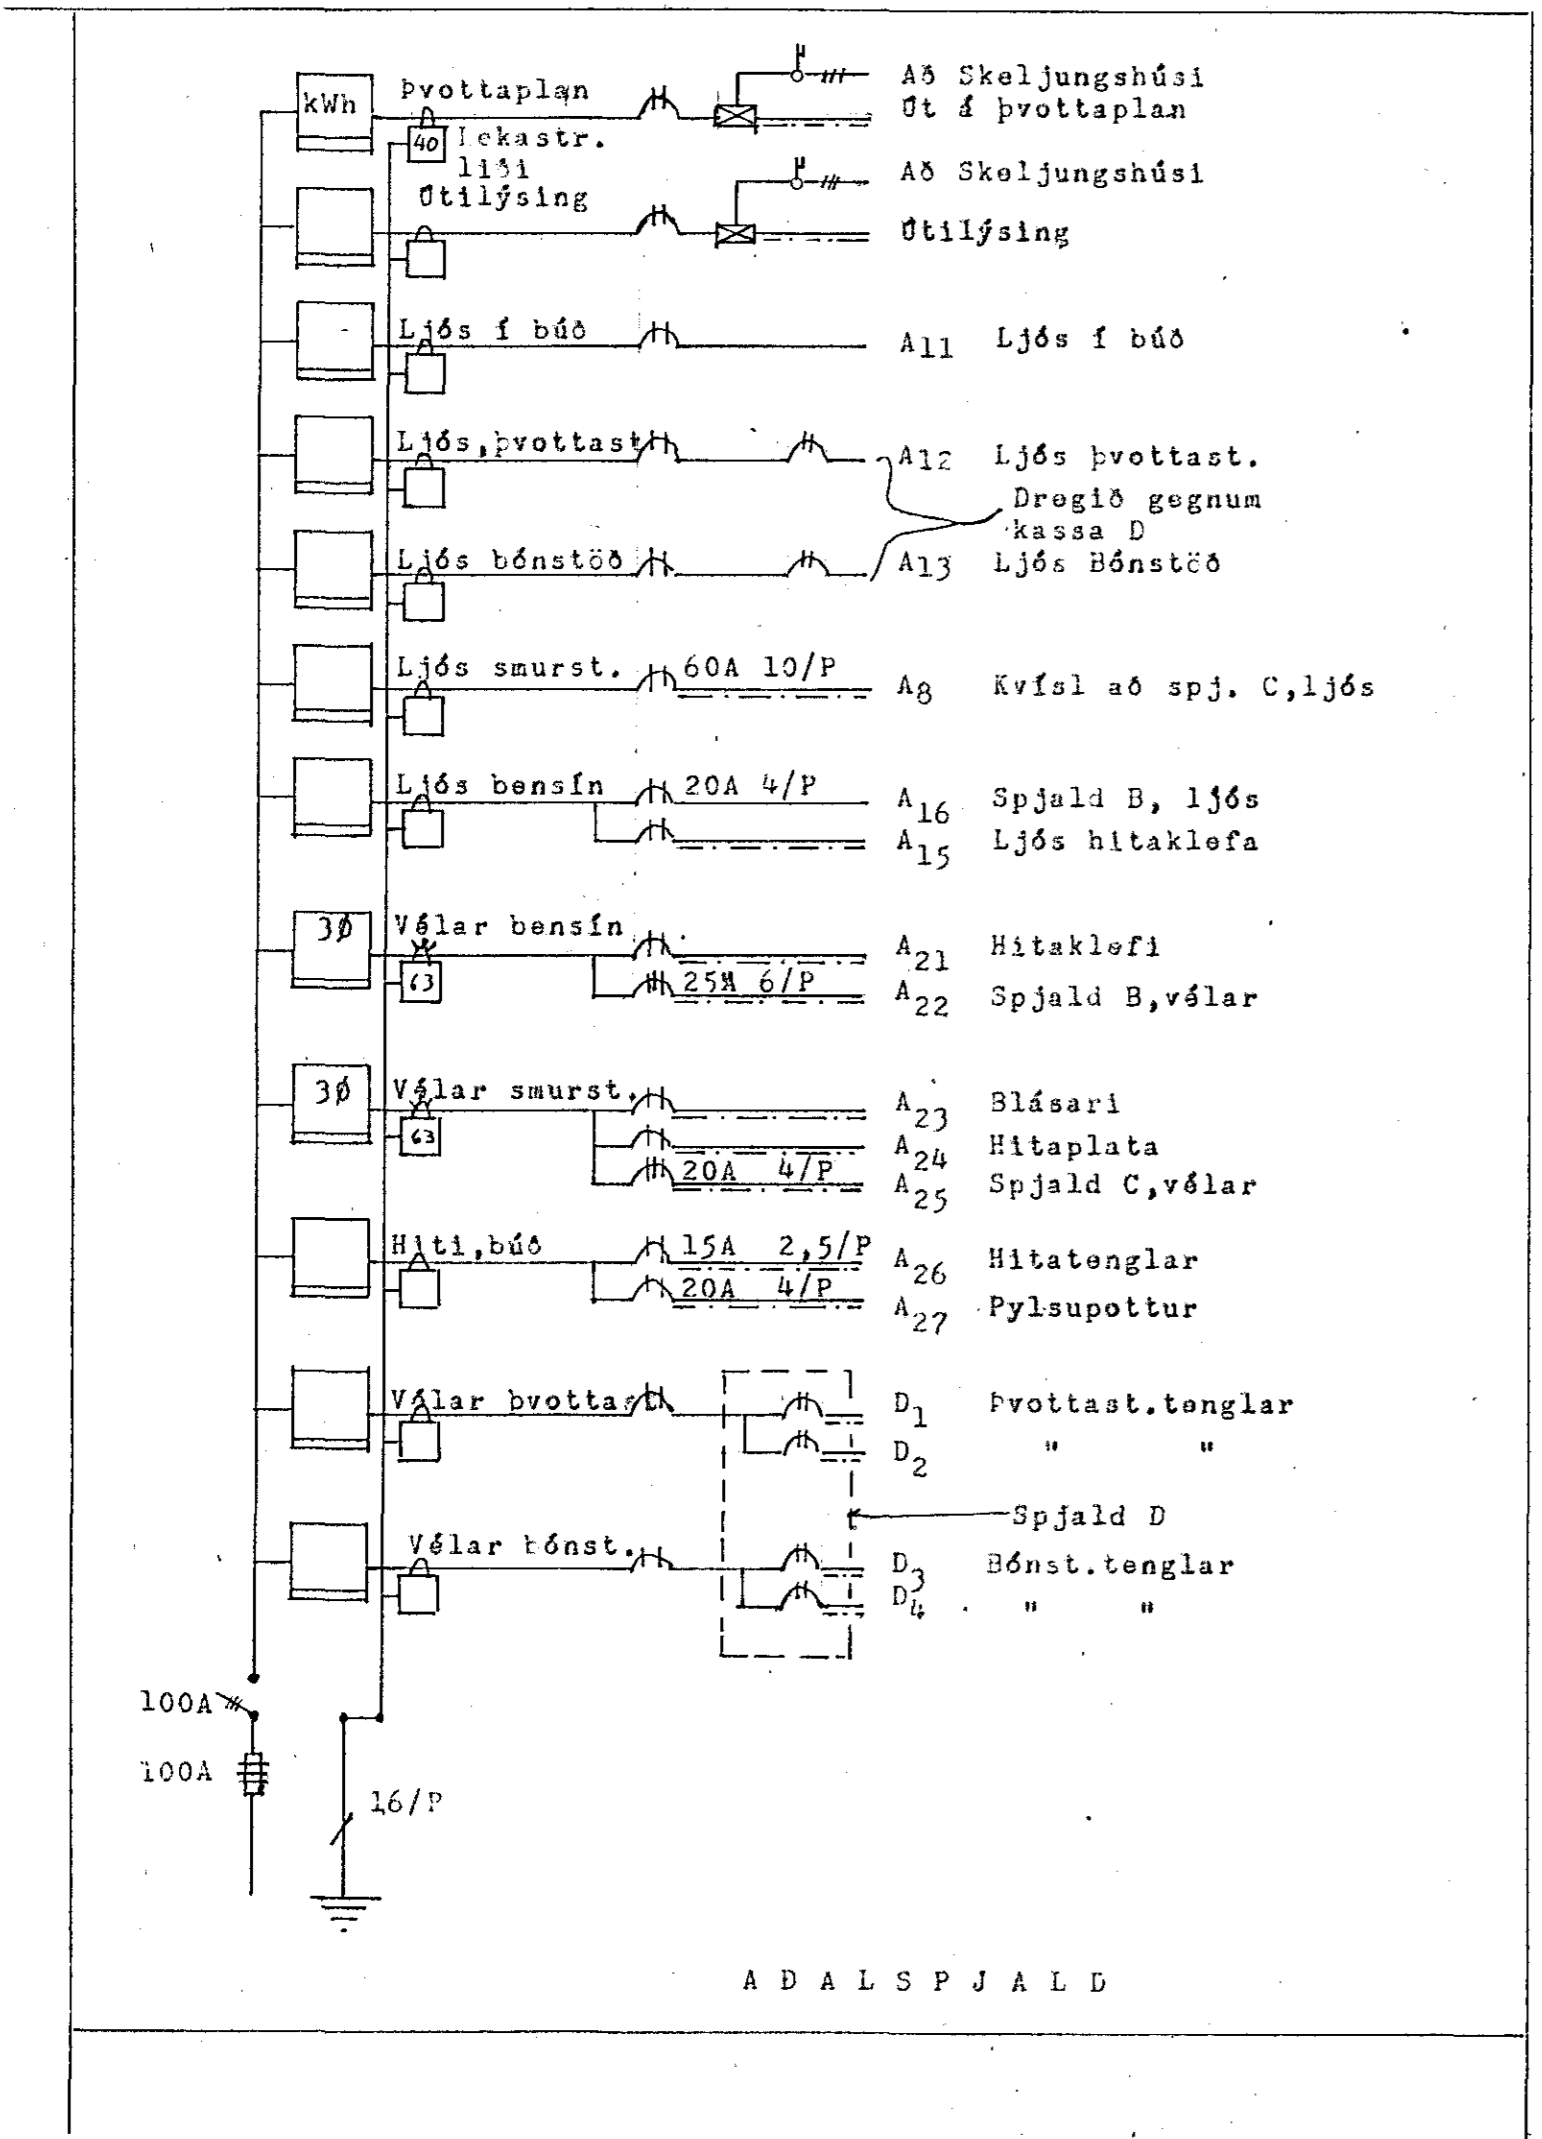 kWh Þvottaplan Að Skeljungshúsi
Út á þvottaplan
40 Lekastr.
liði
Að Skeljungshúsi
Útilýsing
Útilýsing
Ljós í búð A11 Ljós í búð
Ljós,þvottast A12 Ljós þvottast.
Dregið gegnum
kassa D
Ljós bónstöð A13 Ljós Bónstöð
Ljós smurst. 60A 10/P A8 Kvísl að spj. C,ljós
Ljós bensín 20A 4/P A16 Spjald B, ljós
A15 Ljós hitaklefa
3Ø Vélar bensín A21 Hitaklefi
63 25A 6/P A22 Spjald B,vélar
3Ø Vélar smurst. A23 Blásari
63 A24 Hitaplata
20A 4/P A25 Spjald C,vélar
Hiti,búð 15A 2,5/P A26 Hitatenglar
20A 4/P A27 Pylsupottur
Vélar þvottast D1 Þvottast.tenglar
D2 " "
Spjald D
Vélar bónst. D3 Bónst.tenglar
D4 " "
100A
100A
16/P
AÐALSPJALD